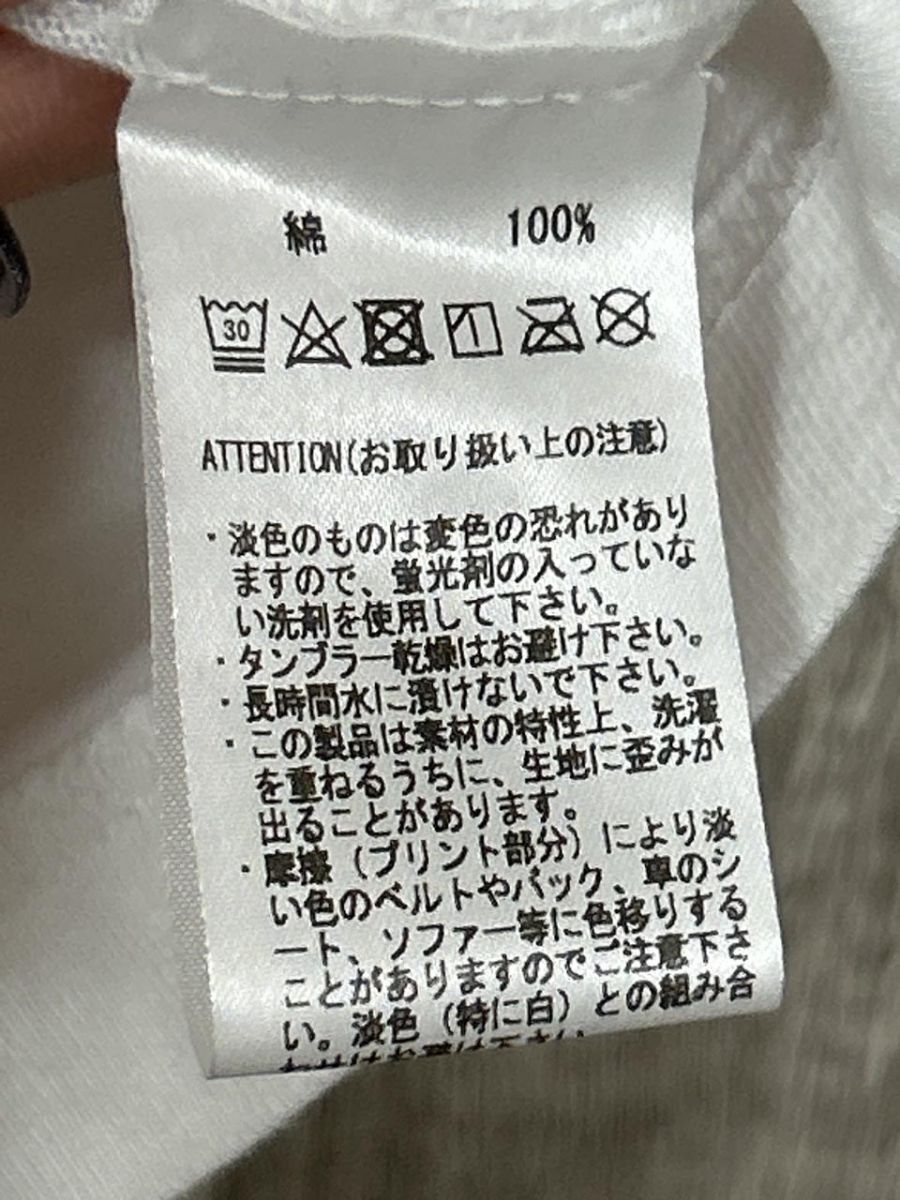 綿 100%
30
ATTENTION(お取り扱い上の注意)
・淡色のものは変色の恐れがあり
ますので、蛍光剤の入っていな
い洗剤を使用して下さい。
・タンブラー乾燥はお避け下さい。
・長時間水に漬けないで下さい。
・この製品は素材の特性上、洗濯
を重ねるうちに、生地に歪みが
出ることがあります。
・摩擦(プリント部分)により淡
い色のベルトやバック、車のシ
ート、ソファー等に色移りする
ことがありますのでご注意下さ
い。淡色(特に白)との組み合
わせはお避け下さい。